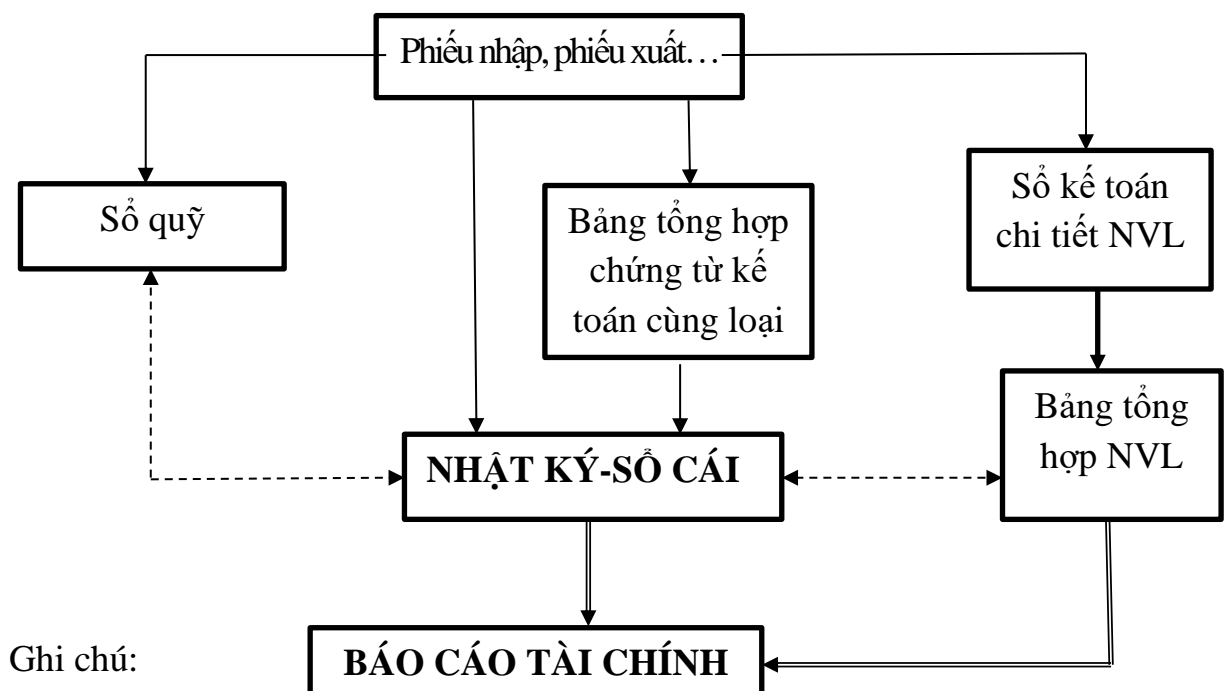 Phiếu nhập, phiếu xuất…
Sổ quỹ
Bảng tổng hợp
chứng từ kế
toán cùng loại
Sổ kế toán
chi tiết NVL
Bảng tổng
hợp NVL
NHẬT KÝ-SỔ CÁI
Ghi chú:
BÁO CÁO TÀI CHÍNH